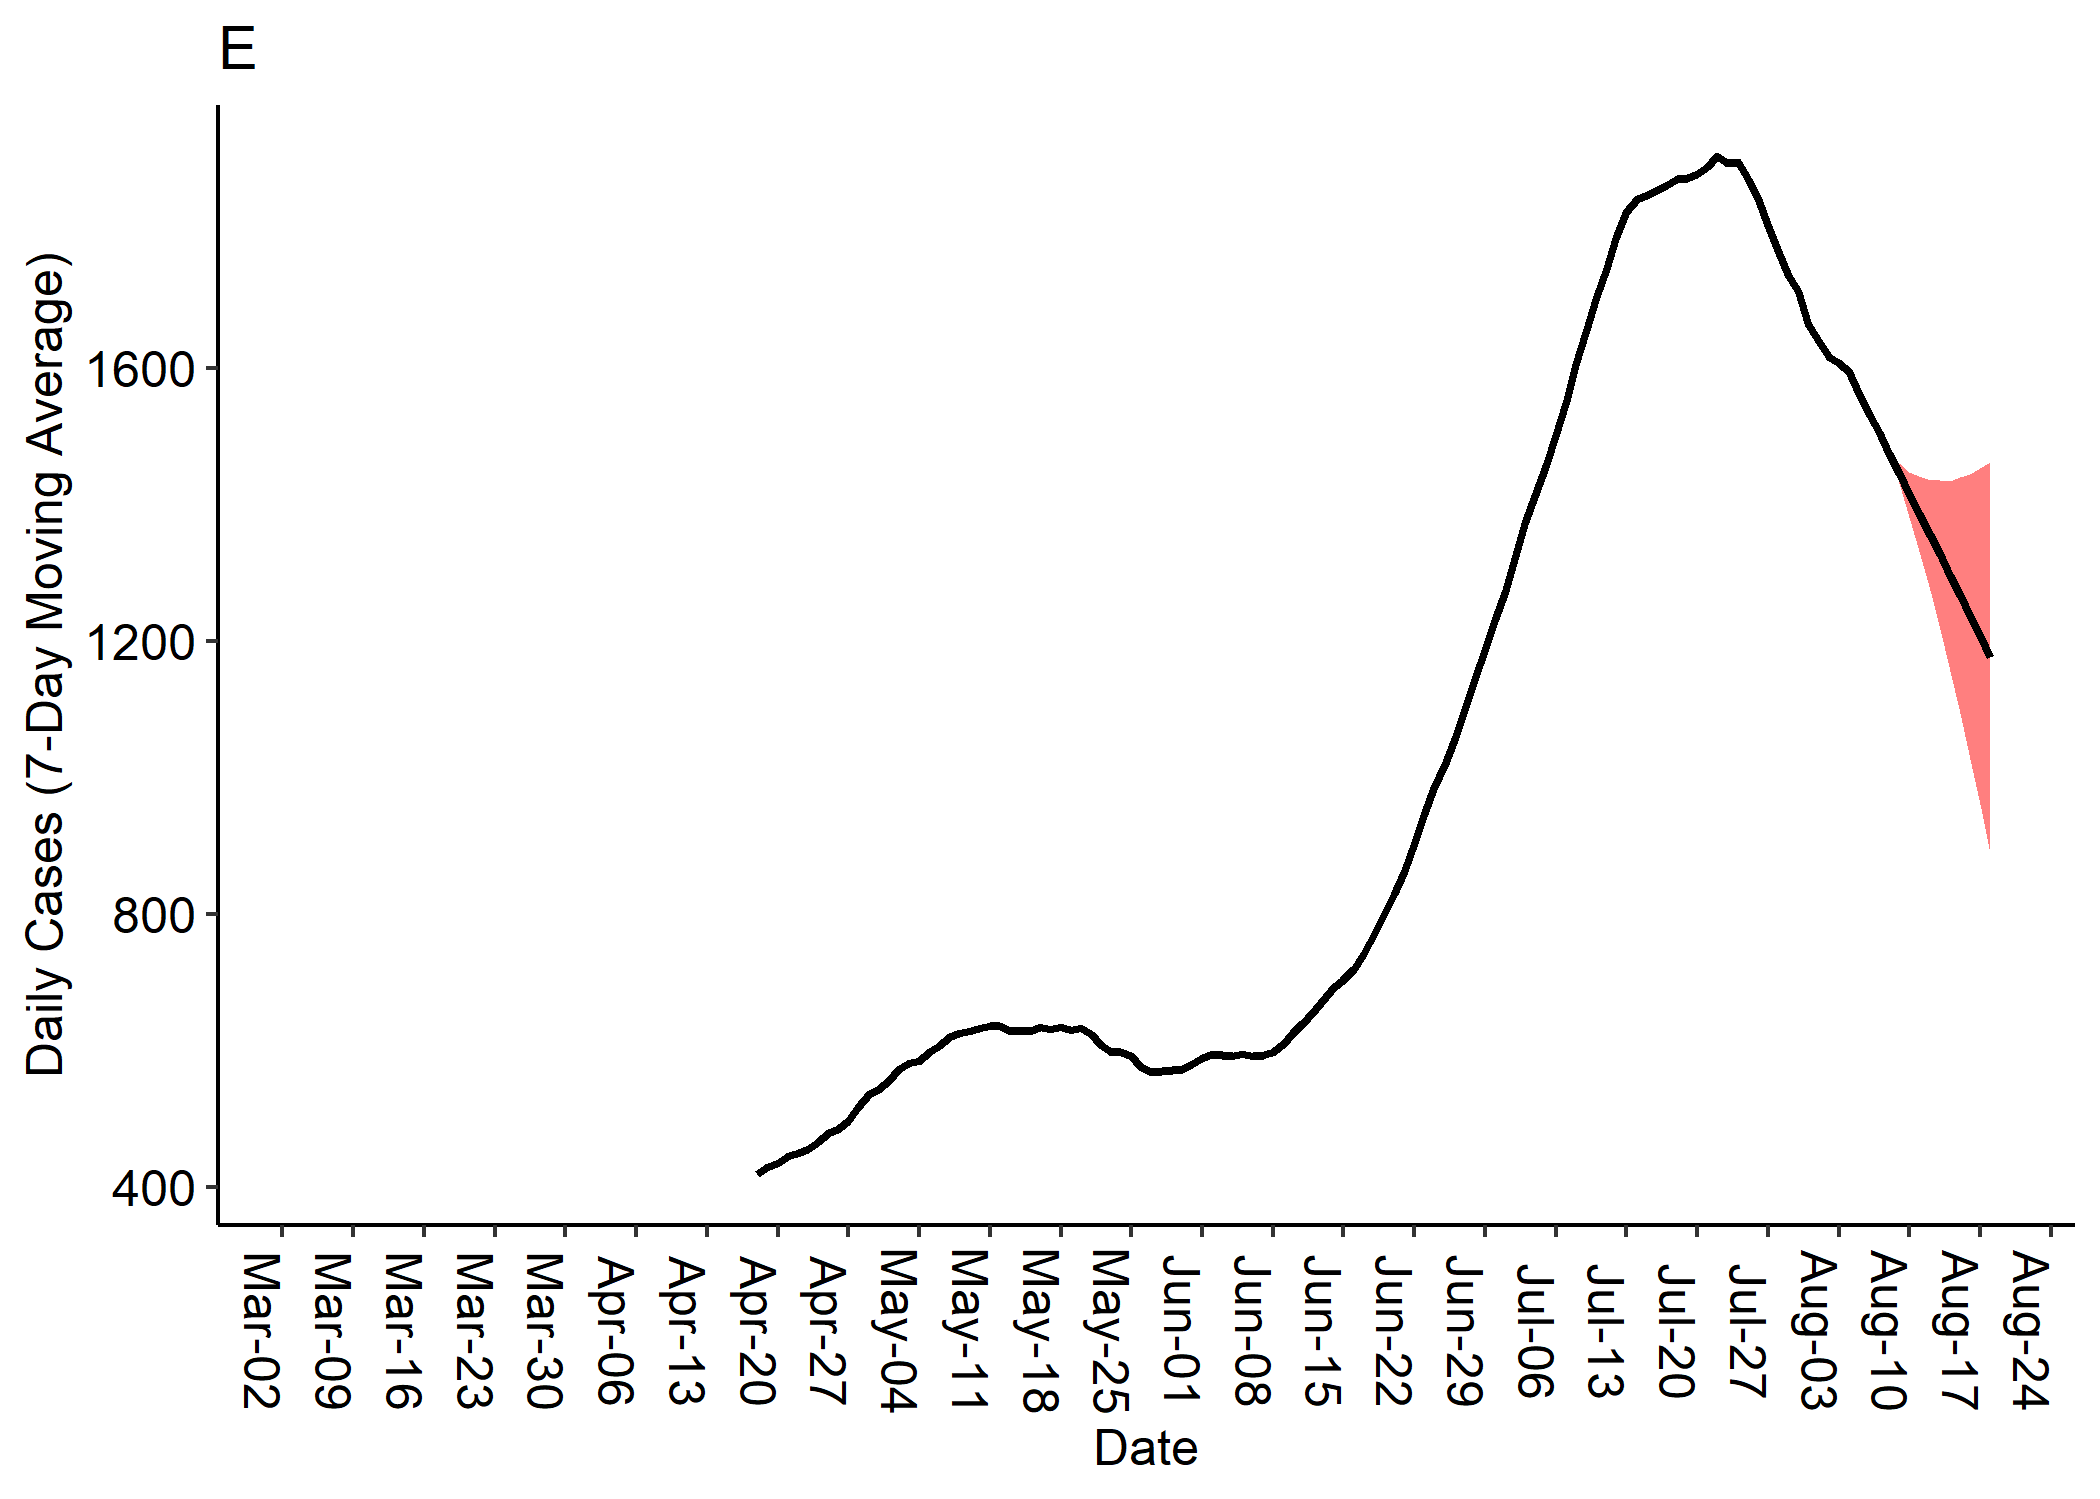 E
Daily Cases (7-Day Moving Average)
1600
1200
800
400
Mar-02
Mar-09
Mar-16
Mar-23
Mar-30
Apr-06
Apr-13
Apr-20
Apr-27
May-04
May-11
May-18
May-25
Jun-01
Jun-08
Jun-15
Jun-22
Jun-29
Jul-06
Jul-13
Jul-20
Jul-27
Aug-03
Aug-10
Aug-17
Aug-24
Date